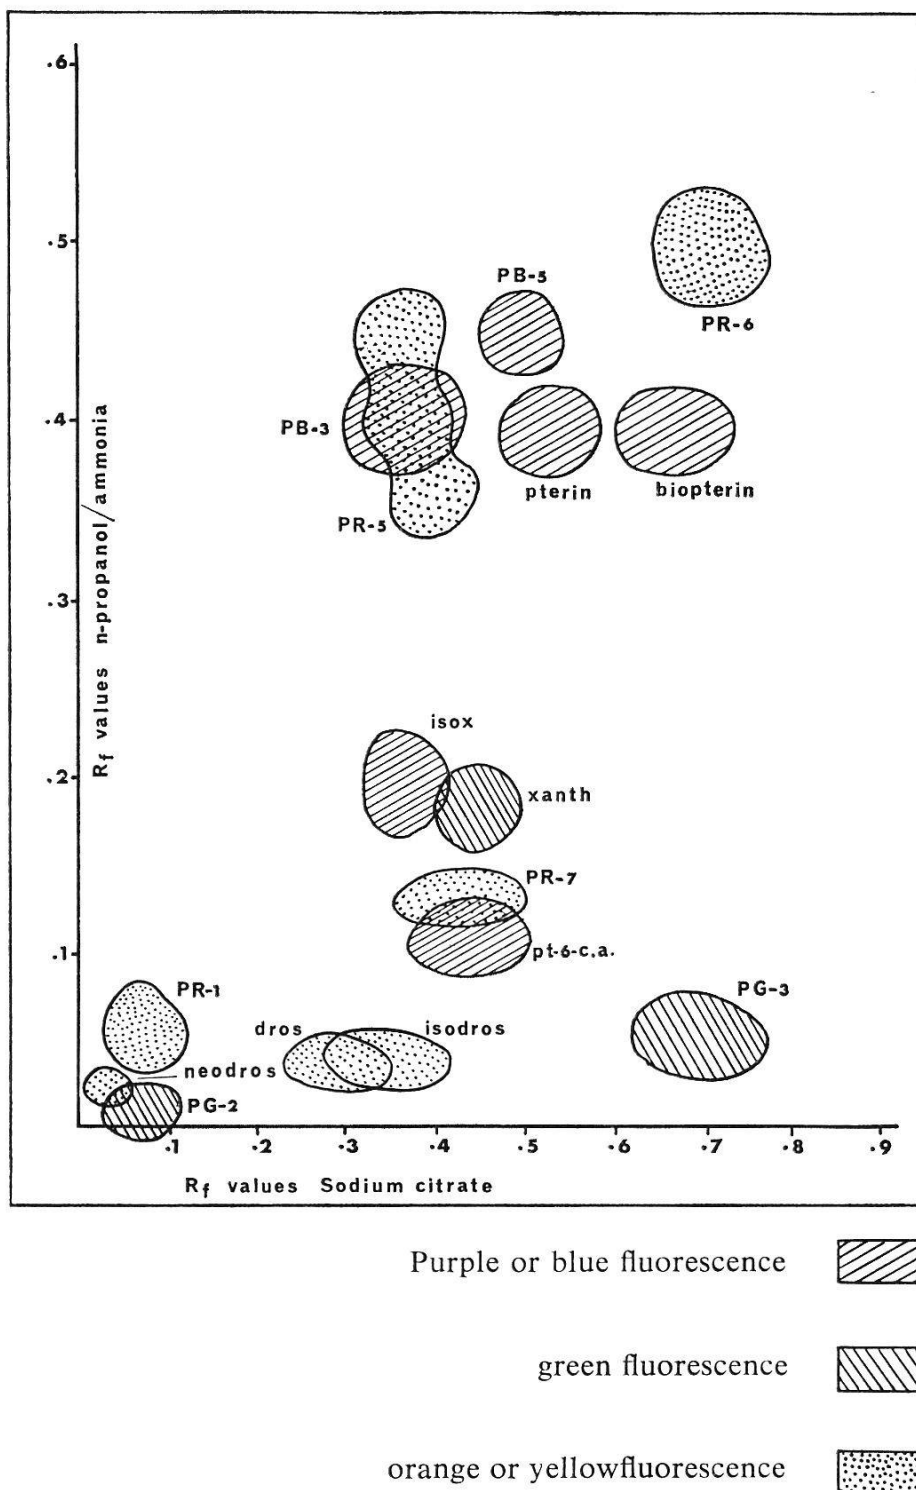 .6
.5
PB-5
PR-6
.4
PB-3
pterin
biopterin
PR-5
Rf values n-propanol/ammonia
.3
isox
.2
xanth
PR-7
pt-6-c.a.
.1
PR-1
PG-3
dros
isodros
neodros
PG-2
.1 .2 .3 .4 .5 .6 .7 .8 .9
Rf values Sodium citrate
Purple or blue fluorescence
green fluorescence
orange or yellowfluorescence